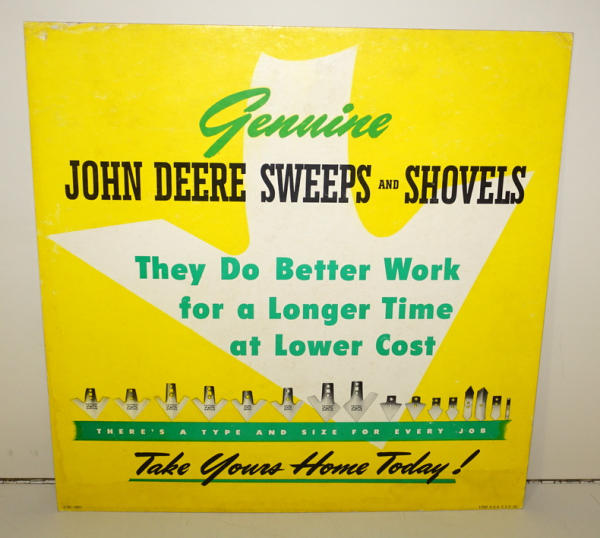 Genuine
JOHN DEERE SWEEPS AND SHOVELS
They Do Better Work
for a Longer Time
at Lower Cost
THERE'S A TYPE AND SIZE FOR EVERY JOB
Take Yours Home Today!